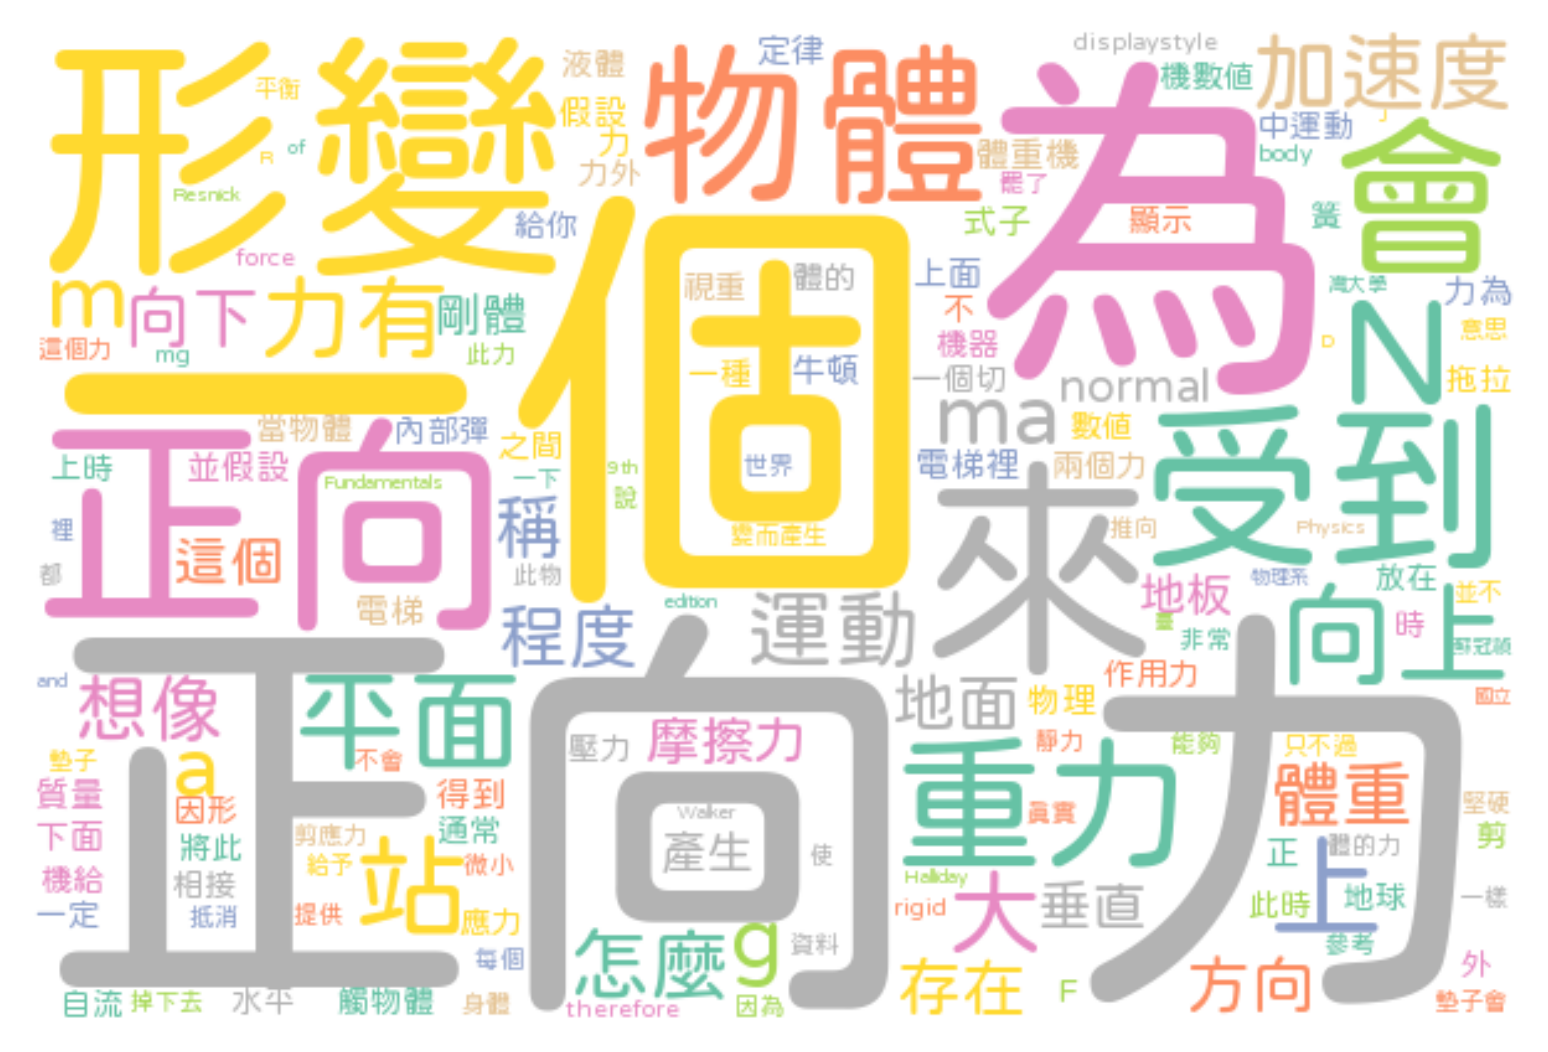 形變
平衡
of
R
Resnick
液體
假設
力
力外
物體
定律
displaystyle
機數值
加速度
中運動
body
會
體重機
罷了
為
式子
顯示
簧
給你
個
force
m
向下
力有
剛體
這個力
mg
此力
視重
體的
一種
牛頓
世界
變而產生
上面
不
機器
一個切
normal
ma
數值
力為
N
意思
D
拖拉
一
當物體
內部彈
之間
上時
並假設
正向
Fundamentals
一下
9th
說
稱
裡
這個
都
此物
電梯
程度
edition
電梯裡
兩個力
來
受到
推向
Physics
物理系
放在
地板
並不
非常
向上
時
蘇冠禎
運動
正向力
and
想像
平面
不會
墊子
a
質量
因形
得到
下面
將此
剪應力
通常
給予
微小
機給
相接
站
一定
抵消
提供
應力
每個
自流
掉下去
水平
觸物體
身體
壓力
摩擦力
Walker
產生
使
怎麼
g
資料
therefore
因為
地面
物理
作用力
靜力
能夠
只不過
國立
重力
真實
體重
堅硬
剪
正
體的力
上
Halliday
rigid
大
垂直
此時
地球
一樣
參考
存在
F
方向
外
墊子會